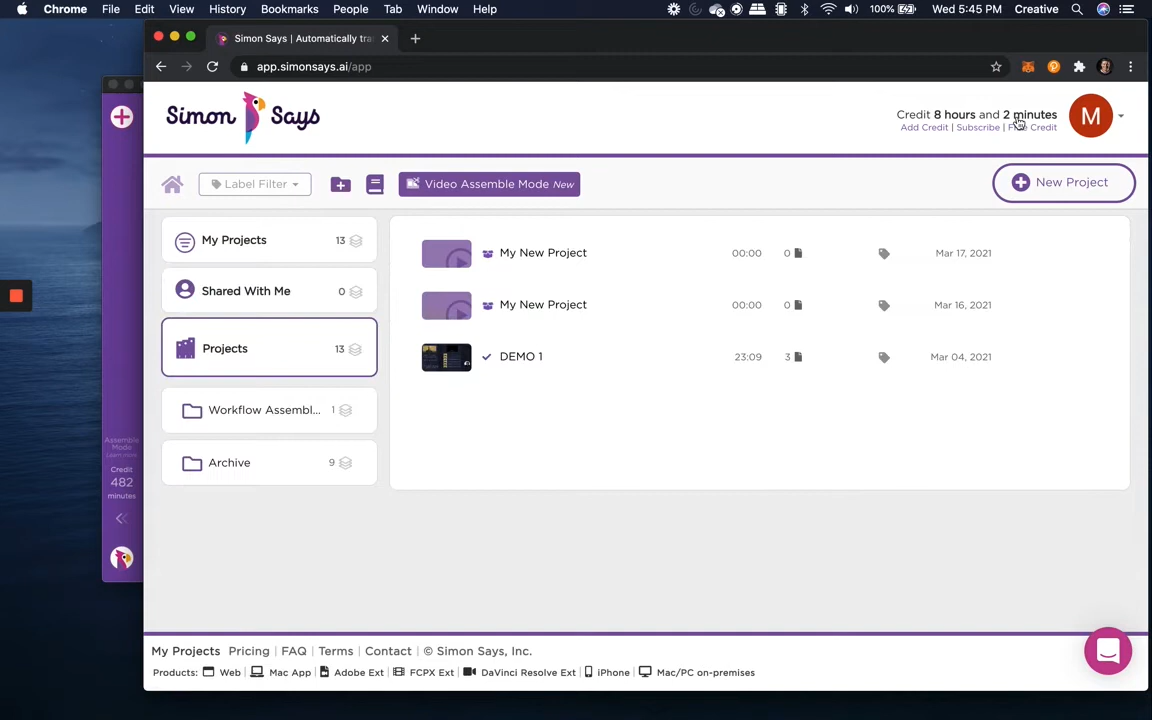 Chrome File Edit View History Bookmarks People Tab Window Help 100% Wed 5:45 PM Creative
Simon Says | Automatically tra
app.simonsays.ai/app
Simon Says
Credit 8 hours and 2 minutes
Add Credit | Subscribe | Free Credit
M
Label Filter
Video Assemble Mode New
New Project
My Projects 13
Shared With Me 0
Projects 13
Workflow Assembl... 1
Archive 9
My New Project 00:00 0 Mar 17, 2021
My New Project 00:00 0 Mar 16, 2021
DEMO 1 23:09 3 Mar 04, 2021
Assemble
Mode
Learn more
Credit
482
minutes
My Projects Pricing | FAQ | Terms | Contact | © Simon Says, Inc.
Products: Web Mac App Adobe Ext FCPX Ext DaVinci Resolve Ext iPhone Mac/PC on-premises